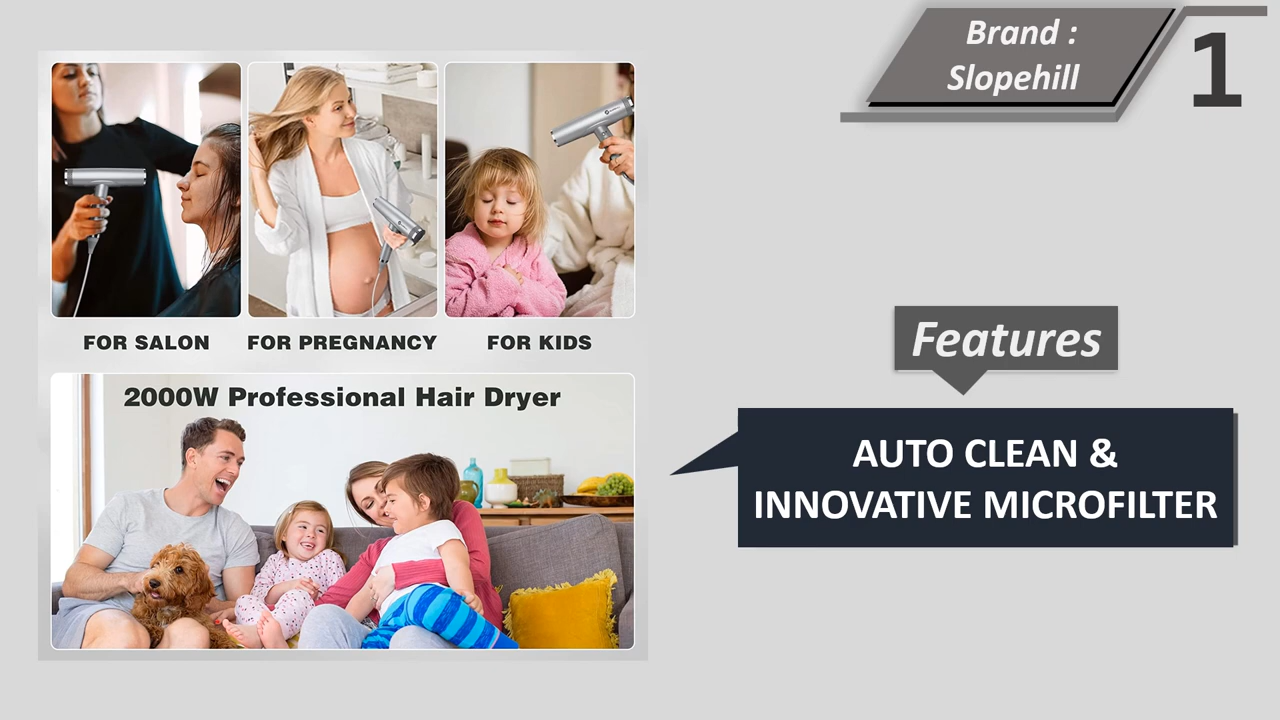 Brand :
Slopehill
1
FOR SALON
FOR PREGNANCY
FOR KIDS
2000W Professional Hair Dryer
Features
AUTO CLEAN &
INNOVATIVE MICROFILTER